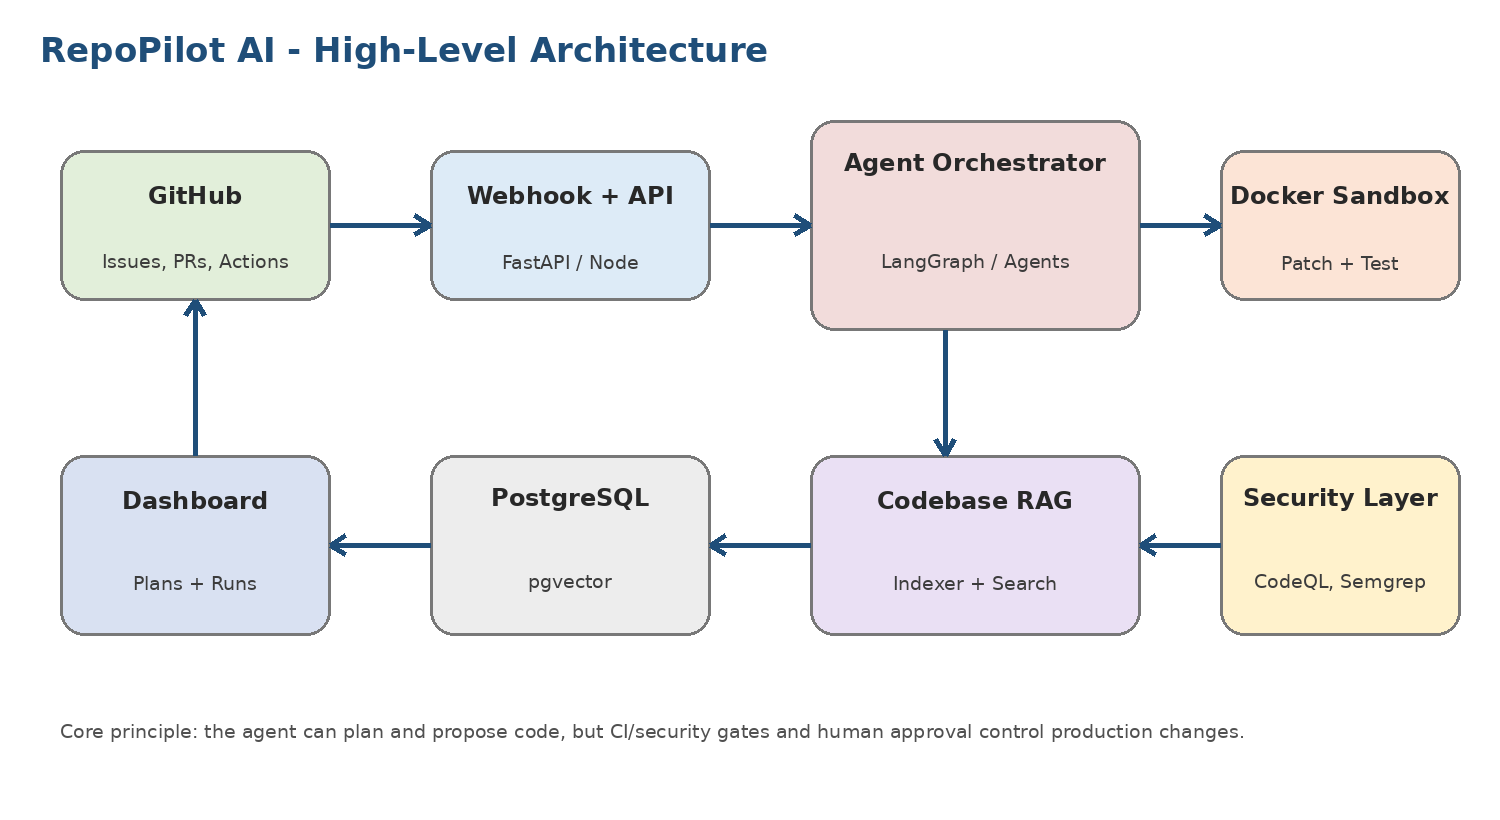 RepoPilot AI - High-Level Architecture
GitHub
Issues, PRs, Actions
Webhook + API
FastAPI / Node
Agent Orchestrator
LangGraph / Agents
Docker Sandbox
Patch + Test
Dashboard
Plans + Runs
PostgreSQL
pgvector
Codebase RAG
Indexer + Search
Security Layer
CodeQL, Semgrep
Core principle: the agent can plan and propose code, but CI/security gates and human approval control production changes.